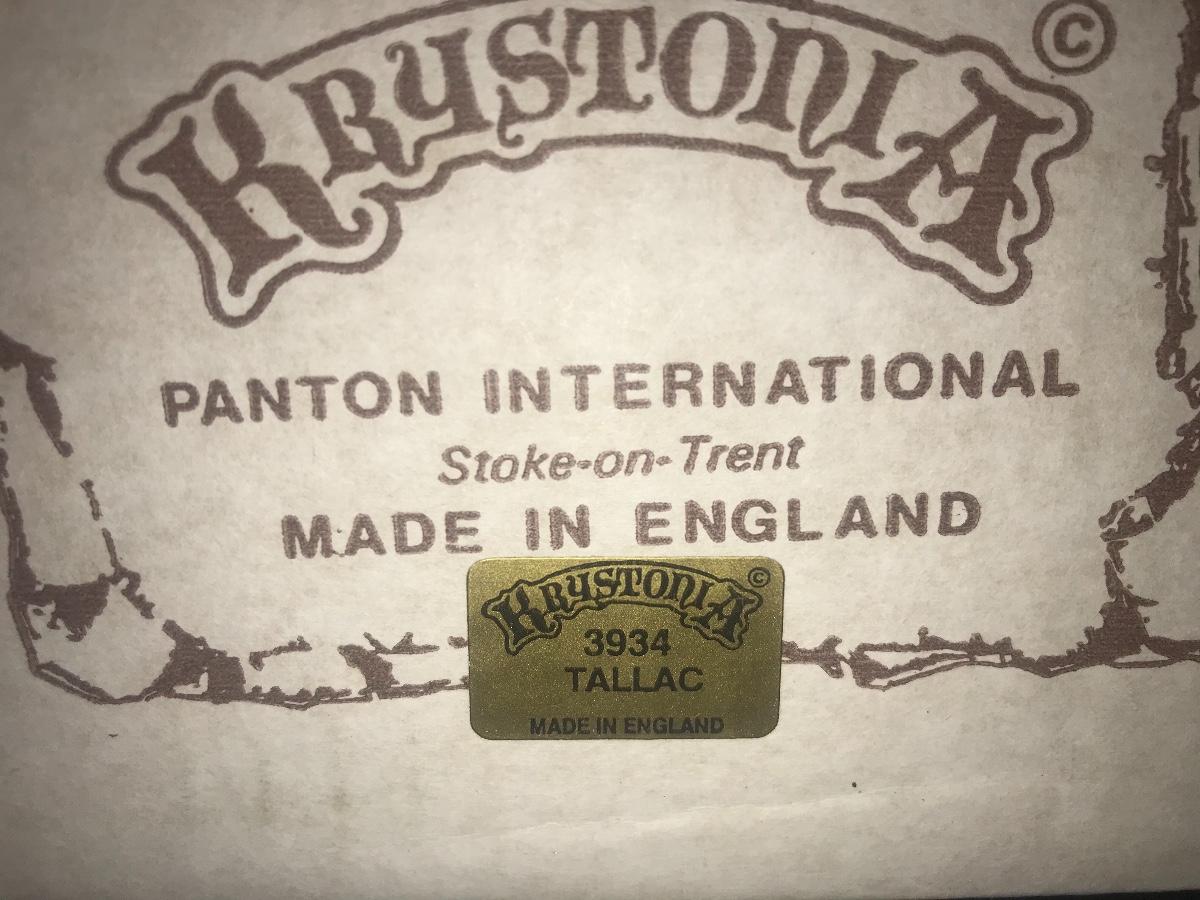 KRYSTONIA ©
PANTON INTERNATIONAL
Stoke-on-Trent
MADE IN ENGLAND
KRYSTONIA ©
3934
TALLAC
MADE IN ENGLAND